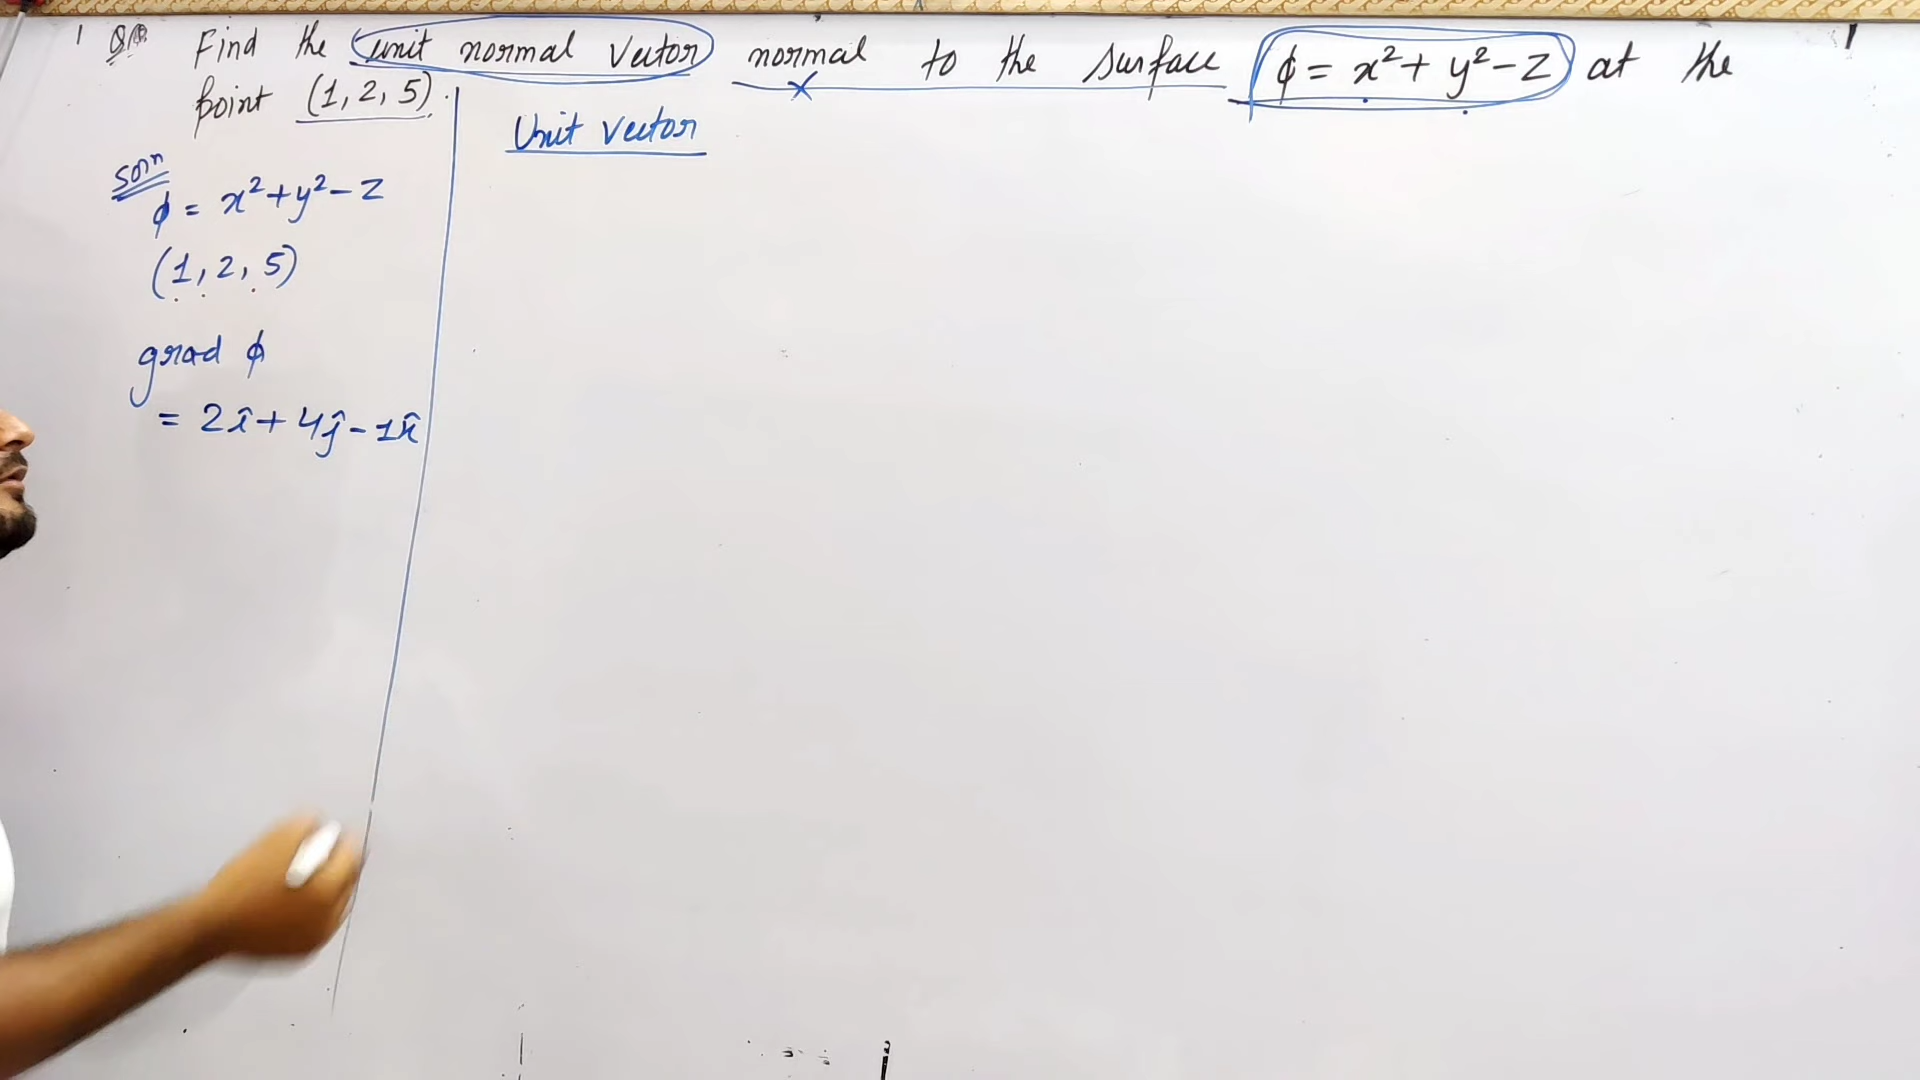 Find the unit normal vector normal to the surface ϕ = x² + y² - z at the
point (1, 2, 5).
Unit vector
Solⁿ
ϕ = x² + y² - z
(1, 2, 5)
grad ϕ
= 2î + 4ĵ - 1k̂